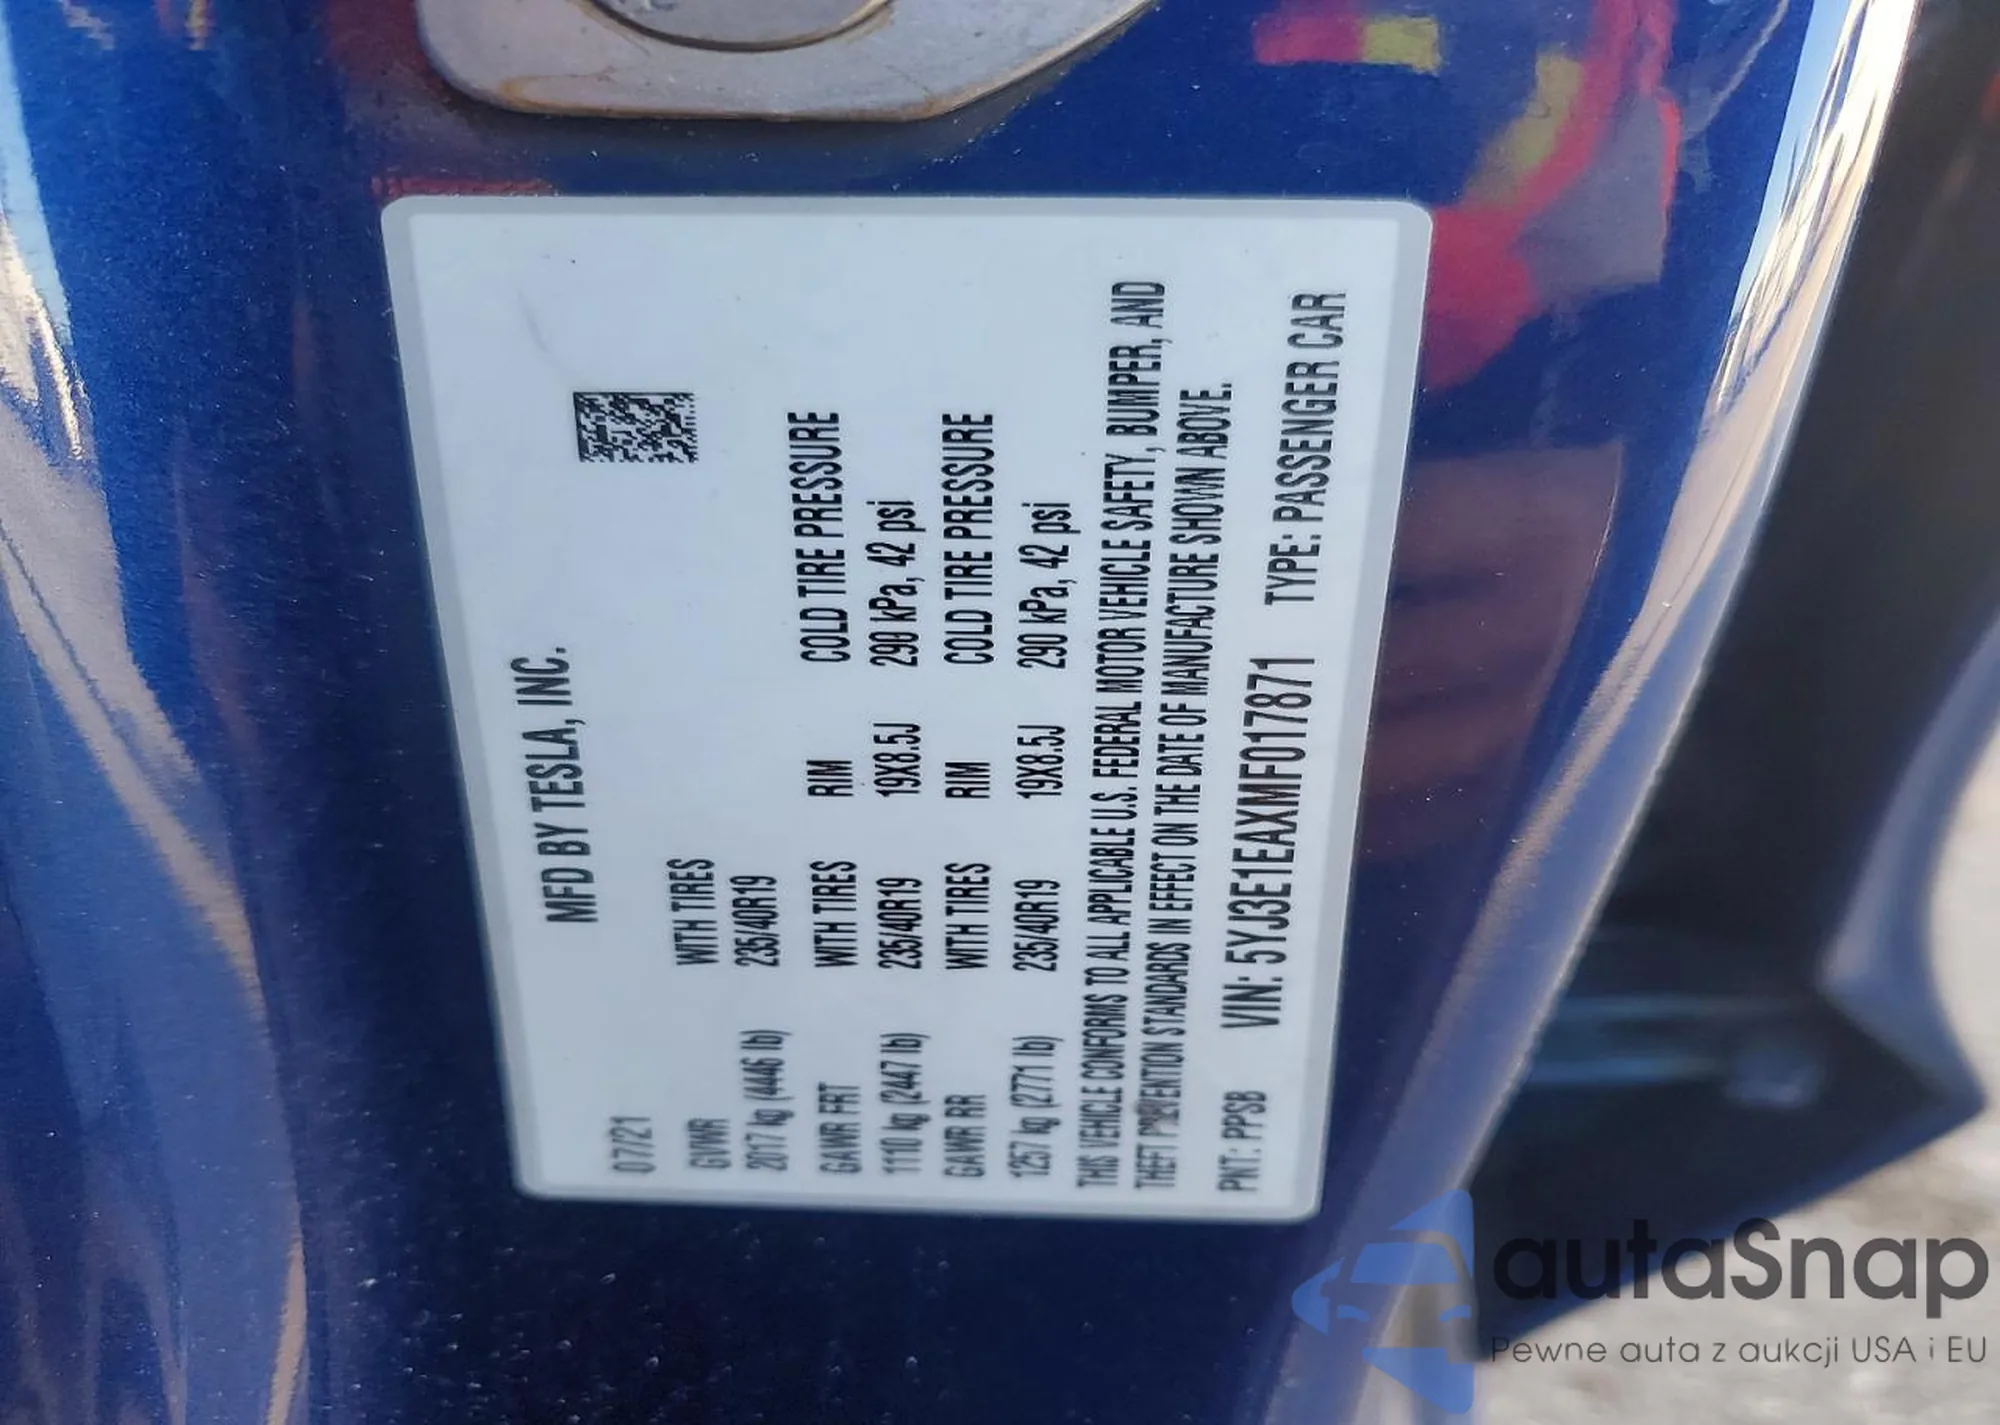 MFD BY TESLA, INC.
07/21
GVWR WITH TIRES
2017 kg (4446 lb) 235/40R19
GAWR FRT WITH TIRES RIM COLD TIRE PRESSURE
1110 kg (2447 lb) 235/40R19 19X8.5J 290 kPa, 42 psi
GAWR RR WITH TIRES RIM COLD TIRE PRESSURE
1257 kg (2771 lb) 235/40R19 19X8.5J 290 kPa, 42 psi
THIS VEHICLE CONFORMS TO ALL APPLICABLE U.S. FEDERAL MOTOR VEHICLE SAFETY, BUMPER, AND
THEFT PREVENTION STANDARDS IN EFFECT ON THE DATE OF MANUFACTURE SHOWN ABOVE.
PNT: PPSB VIN: 5YJ3E1EAXMF017871 TYPE: PASSENGER CAR
autaSnap
Pewne auta z aukcji USA i EU